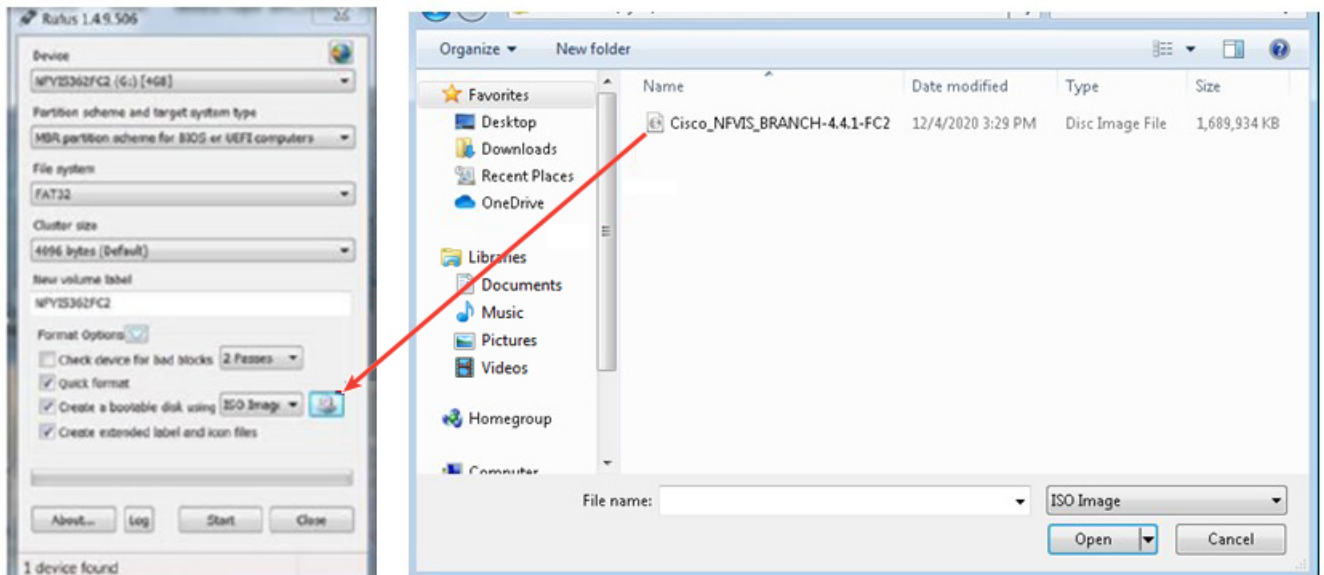 Rufus 1.4.9.506
Device
NFVIS362FC2 (G:) [4GB]
Partition scheme and target system type
MBR partition scheme for BIOS or UEFI computers
File system
FAT32
Cluster size
4096 bytes (Default)
New volume label
NFVIS362FC2
Format Options
Check device for bad blocks 2 Passes
Quick format
Create a bootable disk using ISO Image
Create extended label and icon files
About... Log Start Close
1 device found
Organize New folder
Name Date modified Type Size
Favorites
Desktop
Downloads
Recent Places
OneDrive
Libraries
Documents
Music
Pictures
Videos
Homegroup
Computer
Cisco_NFVIS_BRANCH-4.4.1-FC2 12/4/2020 3:29 PM Disc Image File 1,689,934 KB
File name:
ISO Image
Open Cancel